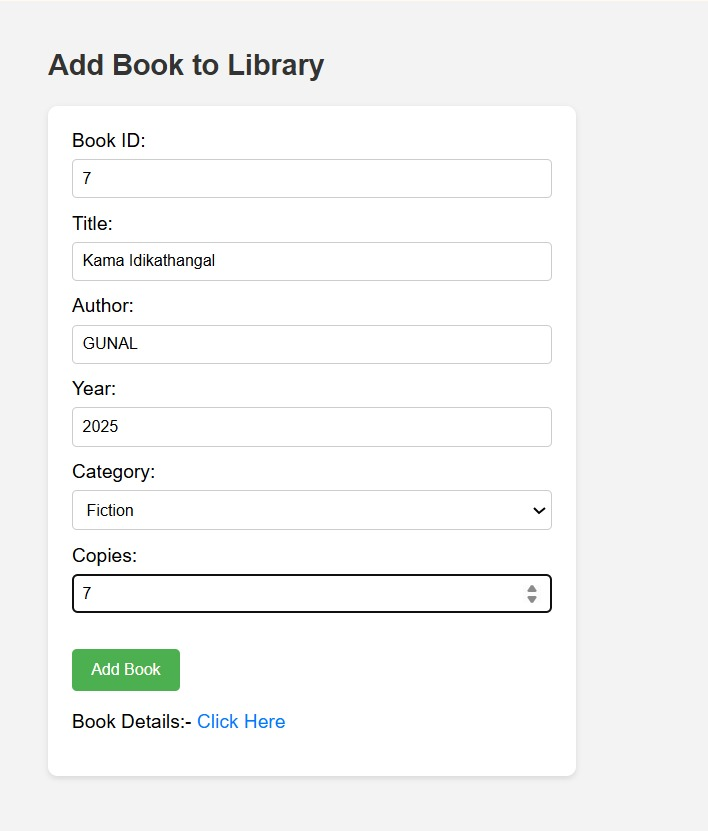 Add Book to Library
Book ID:
7
Title:
Kama Idikathangal
Author:
GUNAL
Year:
2025
Category:
Fiction
Copies:
7
Add Book
Book Details:- Click Here